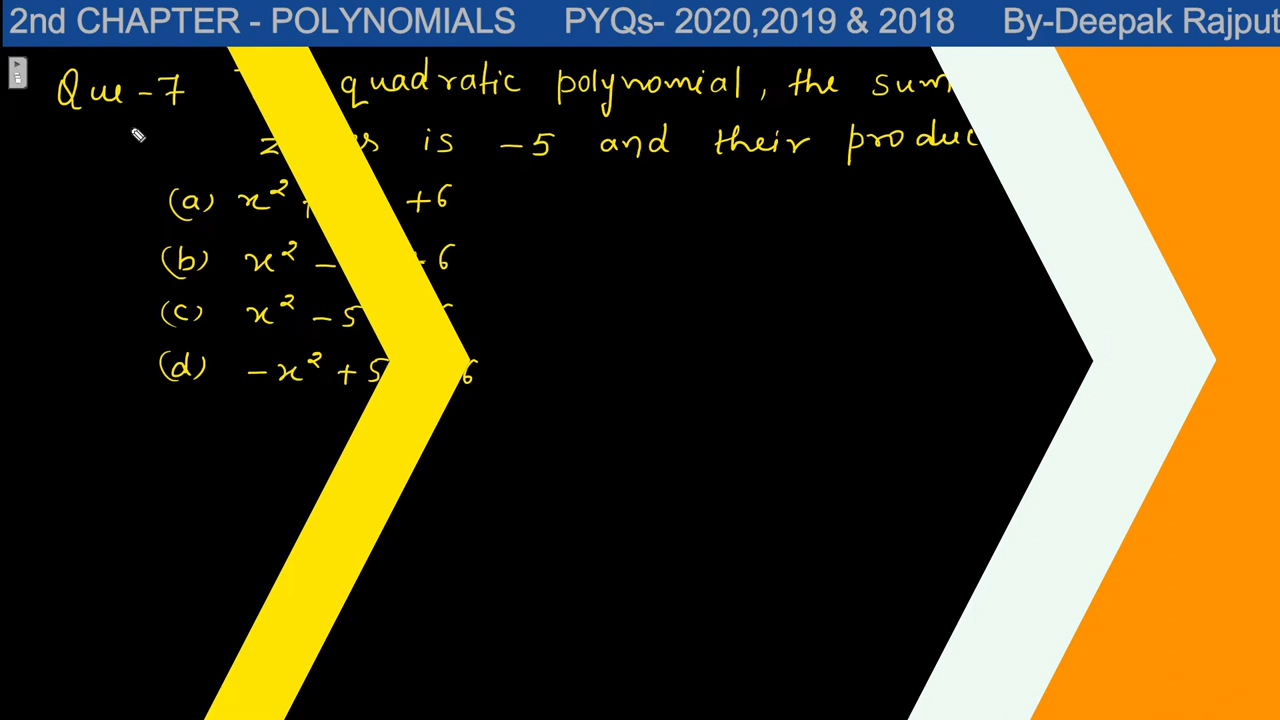 2nd CHAPTER - POLYNOMIALS PYQs- 2020,2019 & 2018 By-Deepak Rajput
Que - 7 quadratic polynomial, the sum
is -5 and their
(a) x² + 6
(b) x² - 6
(c) x² - 5
(d) -x² + 5 6